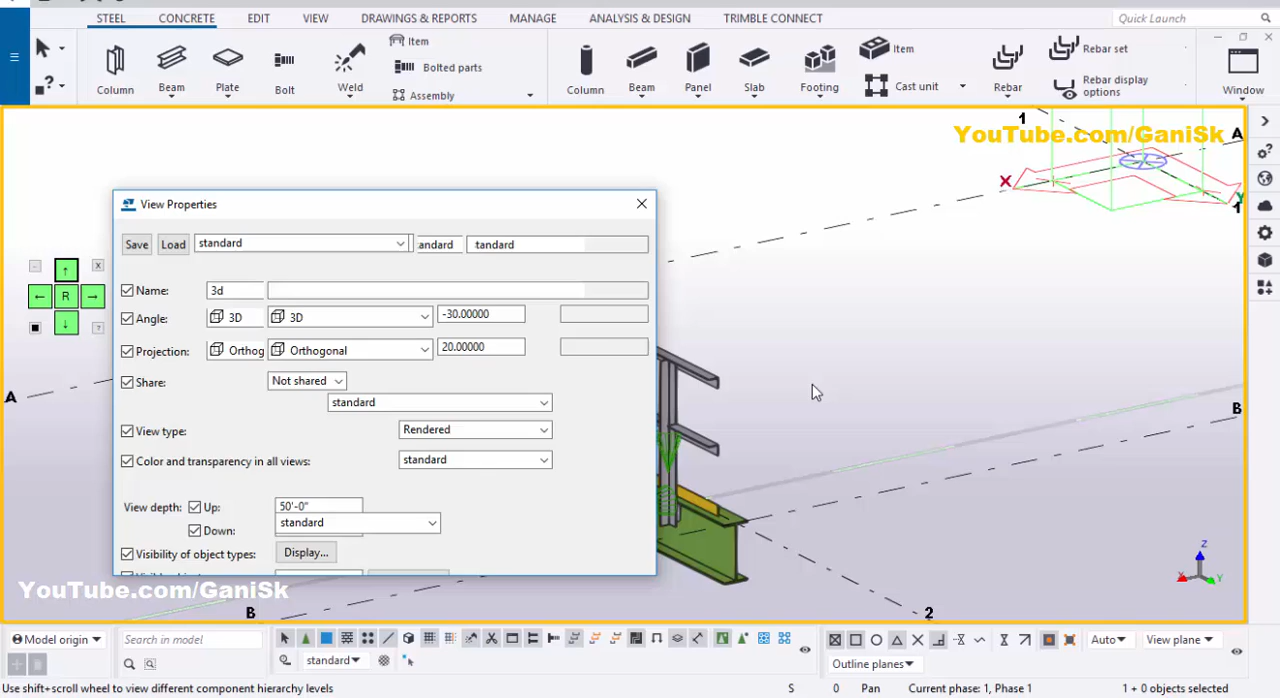 STEEL CONCRETE EDIT VIEW DRAWINGS & REPORTS MANAGE ANALYSIS & DESIGN TRIMBLE CONNECT Quick Launch
Item
Bolted parts
Assembly
Column Beam Plate Bolt Weld
Column Beam Panel Slab Footing
Item
Cast unit
Rebar
Rebar set
Rebar display options
Window
1
YouTube.com/GaniSk
A
X
Y
1
View Properties
Save Load standard andard tandard
Name: 3d
Angle: 3D 3D -30.00000
Projection: Orthog Orthogonal 20.00000
Share: Not shared
standard
View type: Rendered
Color and transparency in all views: standard
View depth: Up: 50'-0"
standard
Down:
Visibility of object types: Display...
R
X
?
A
B
Z
X
Y
YouTube.com/GaniSk
B
2
Model origin Search in model
standard
Auto View plane
Outline planes
Use shift+scroll wheel to view different component hierarchy levels S 0 Pan Current phase: 1, Phase 1 1 + 0 objects selected